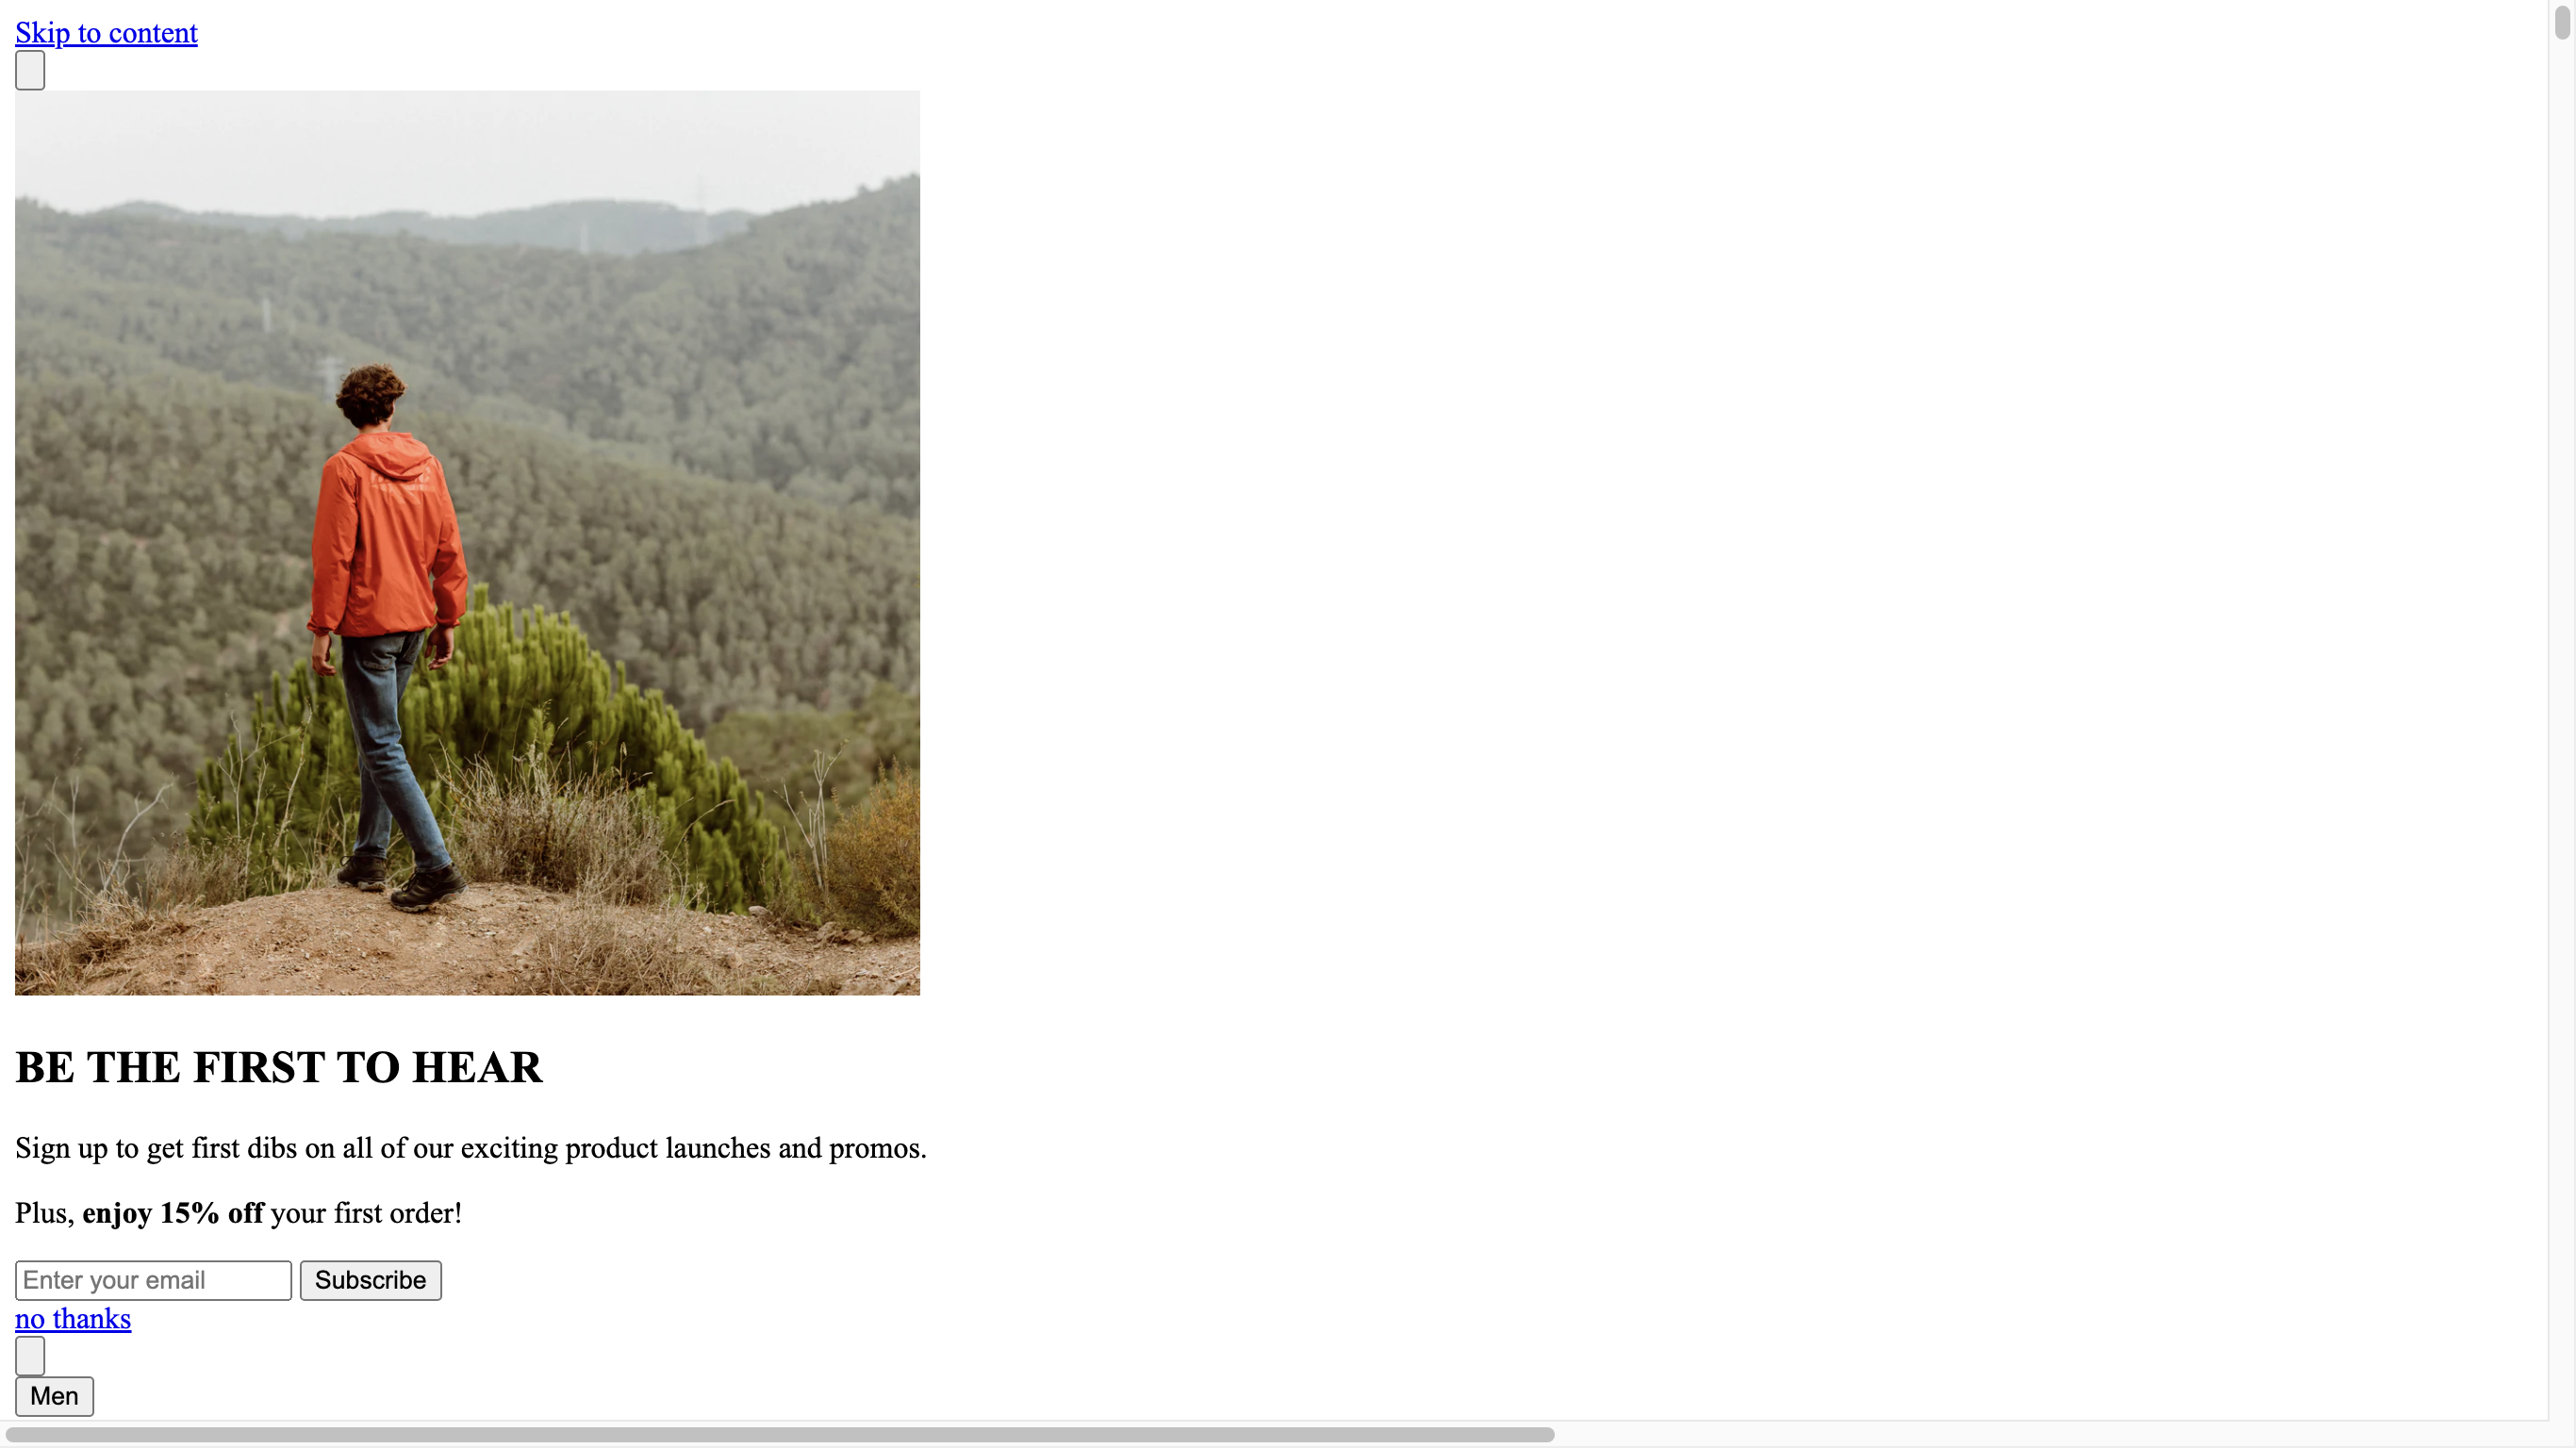 Skip to content
BE THE FIRST TO HEAR
Sign up to get first dibs on all of our exciting product launches and promos.
Plus, enjoy 15% off your first order!
Enter your email Subscribe
no thanks
Men